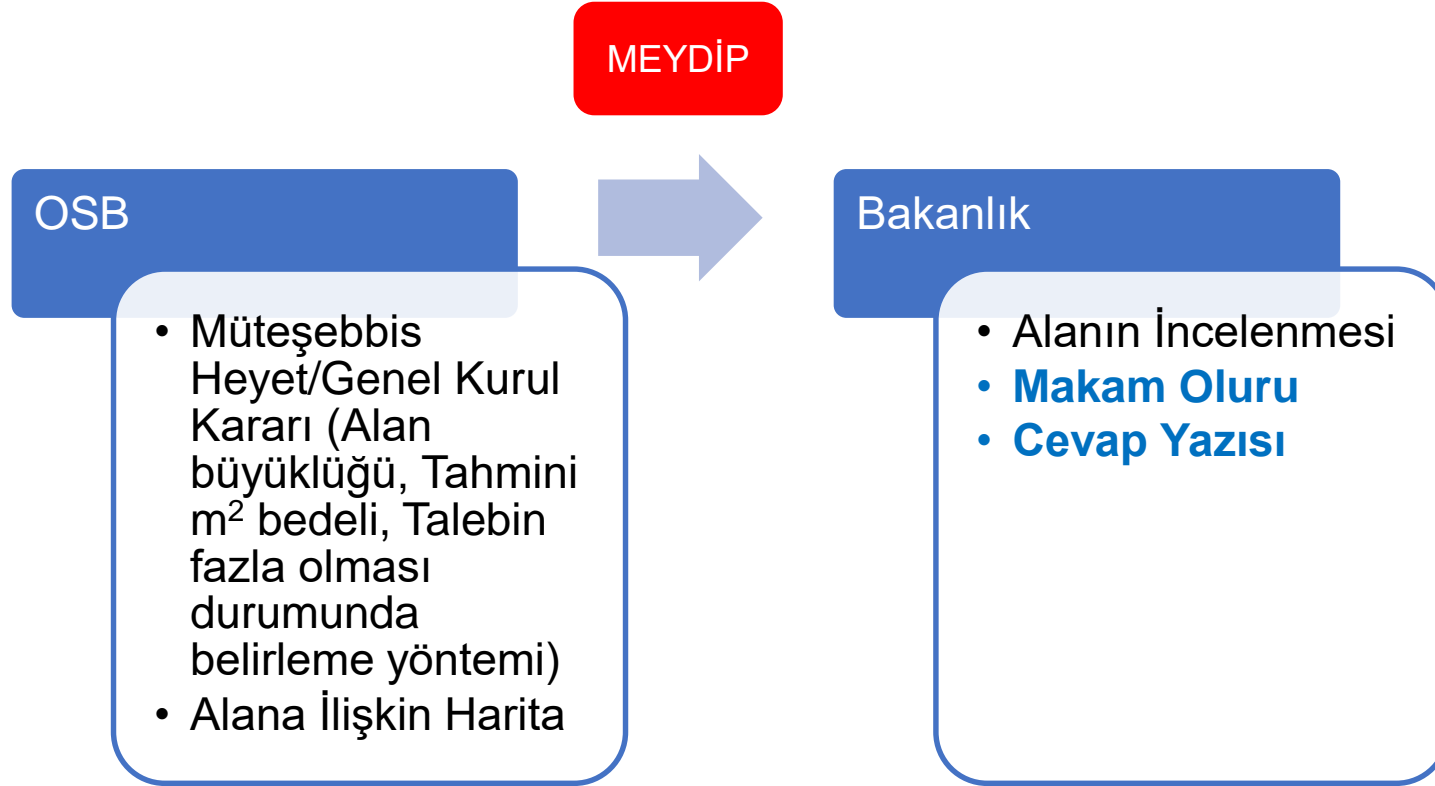 MEYDİP
OSB
• Müteşebbis
Heyet/Genel Kurul
Kararı (Alan
büyüklüğü, Tahmini
m² bedeli, Talebin
fazla olması
durumunda
belirleme yöntemi)
• Alana İlişkin Harita
Bakanlık
• Alanın İncelenmesi
• Makam Oluru
• Cevap Yazısı